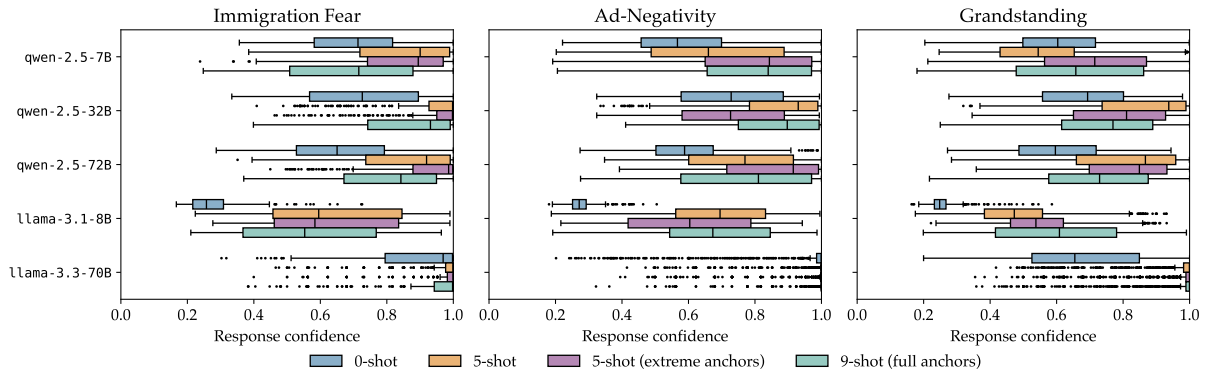 Immigration Fear
Ad-Negativity
Grandstanding
qwen-2.5-7B
qwen-2.5-32B
qwen-2.5-72B
llama-3.1-8B
llama-3.3-70B
0.0 0.2 0.4 0.6 0.8 1.0
0.0 0.2 0.4 0.6 0.8 1.0
0.0 0.2 0.4 0.6 0.8 1.0
Response confidence
Response confidence
Response confidence
0-shot 5-shot 5-shot (extreme anchors) 9-shot (full anchors)